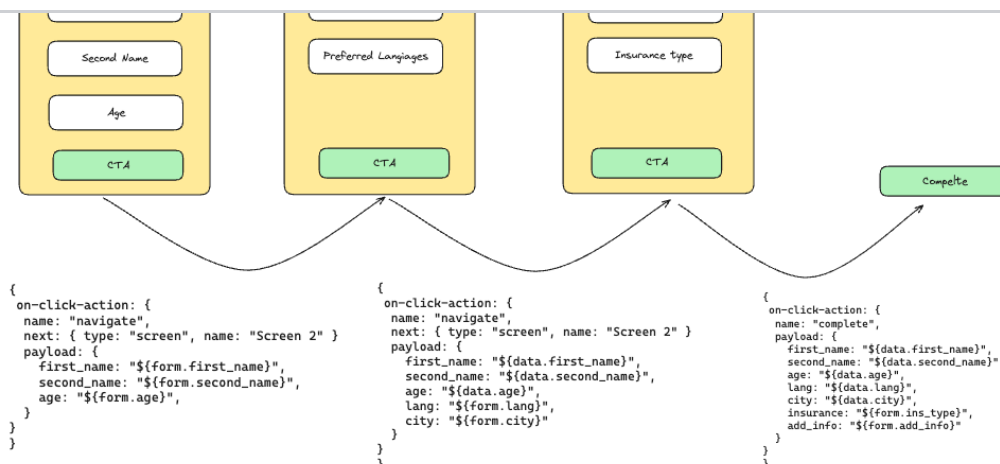 Second Name
Age
CTA
Preferred Langiages
CTA
Insurance type
CTA
Compelte
{
on-click-action: {
name: "navigate",
next: { type: "screen", name: "Screen 2" }
payload: {
first_name: "${form.first_name}",
second_name: "${form.second_name}",
age: "${form.age}",
}
}
}
{
on-click-action: {
name: "navigate",
next: { type: "screen", name: "Screen 2" }
payload: {
first_name: "${data.first_name}",
second_name: "${data.second_name}",
age: "${data.age}",
lang: "${form.lang}",
city: "${form.city}"
}
}
}
{
on-click-action: {
name: "complete",
payload: {
first_name: "${data.first_name}",
second_name: "${data.second_name}"
age: "${data.age}",
lang: "${data.lang}",
city: "${data.city}",
insurance: "${form.ins_type}",
add_info: "${form.add_info}"
}
}
}